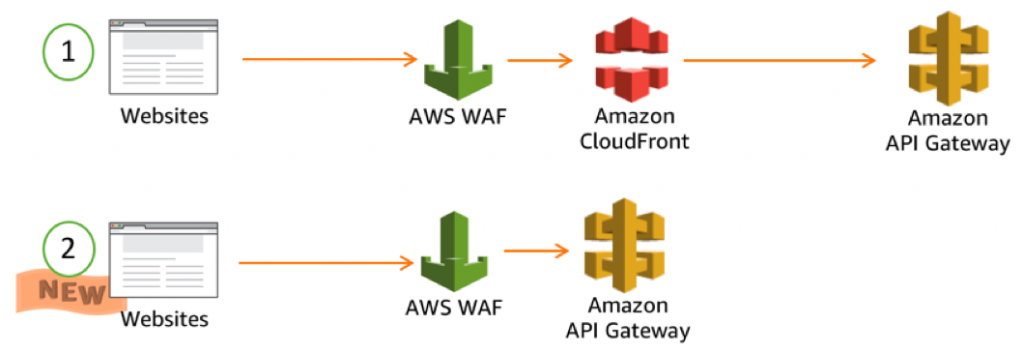 1
Websites
AWS WAF
Amazon
CloudFront
Amazon
API Gateway
2
NEW
Websites
AWS WAF
Amazon
API Gateway